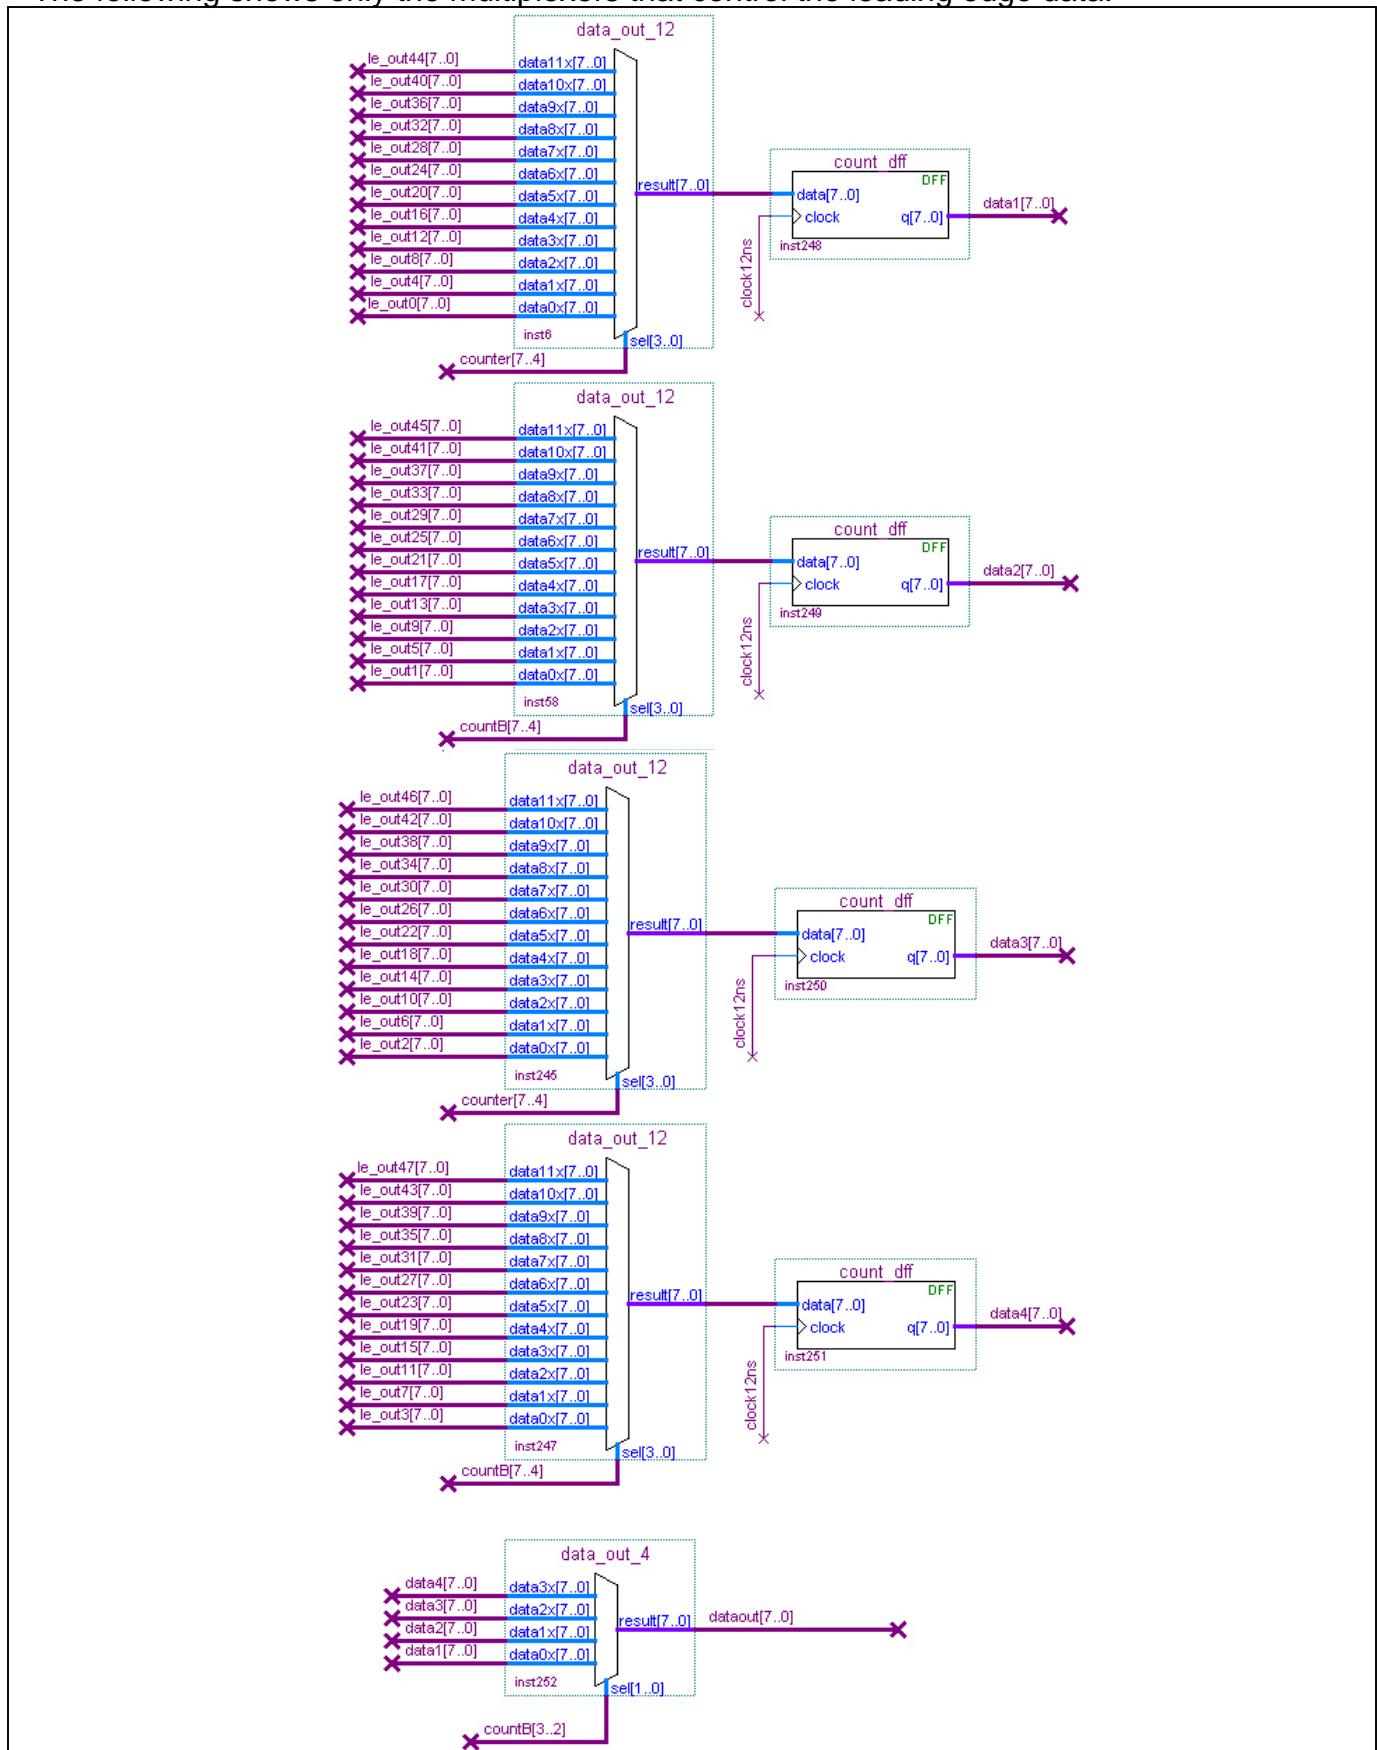 The following shows only the multiplexers that control the leading edge data.
data_out_12
le_out44[7..0] data11x[7..0]
le_out40[7..0] data10x[7..0]
le_out36[7..0] data9x[7..0]
le_out32[7..0] data8x[7..0]
le_out28[7..0] data7x[7..0]
le_out24[7..0] data6x[7..0]
le_out20[7..0] data5x[7..0]
le_out16[7..0] data4x[7..0]
le_out12[7..0] data3x[7..0]
le_out8[7..0] data2x[7..0]
le_out4[7..0] data1x[7..0]
le_out0[7..0] data0x[7..0]
result[7..0]
inst6
sel[3..0]
counter[7..4]
count_dff
DFF
data[7..0]
clock q[7..0]
data1[7..0]
inst248
clock12ns
data_out_12
le_out45[7..0] data11x[7..0]
le_out41[7..0] data10x[7..0]
le_out37[7..0] data9x[7..0]
le_out33[7..0] data8x[7..0]
le_out29[7..0] data7x[7..0]
le_out25[7..0] data6x[7..0]
le_out21[7..0] data5x[7..0]
le_out17[7..0] data4x[7..0]
le_out13[7..0] data3x[7..0]
le_out9[7..0] data2x[7..0]
le_out5[7..0] data1x[7..0]
le_out1[7..0] data0x[7..0]
result[7..0]
inst58
sel[3..0]
countB[7..4]
count_dff
DFF
data[7..0]
clock q[7..0]
data2[7..0]
inst249
clock12ns
data_out_12
le_out46[7..0] data11x[7..0]
le_out42[7..0] data10x[7..0]
le_out38[7..0] data9x[7..0]
le_out34[7..0] data8x[7..0]
le_out30[7..0] data7x[7..0]
le_out26[7..0] data6x[7..0]
le_out22[7..0] data5x[7..0]
le_out18[7..0] data4x[7..0]
le_out14[7..0] data3x[7..0]
le_out10[7..0] data2x[7..0]
le_out6[7..0] data1x[7..0]
le_out2[7..0] data0x[7..0]
result[7..0]
inst245
sel[3..0]
counter[7..4]
count_dff
DFF
data[7..0]
clock q[7..0]
data3[7..0]
inst250
clock12ns
data_out_12
le_out47[7..0] data11x[7..0]
le_out43[7..0] data10x[7..0]
le_out39[7..0] data9x[7..0]
le_out35[7..0] data8x[7..0]
le_out31[7..0] data7x[7..0]
le_out27[7..0] data6x[7..0]
le_out23[7..0] data5x[7..0]
le_out19[7..0] data4x[7..0]
le_out15[7..0] data3x[7..0]
le_out11[7..0] data2x[7..0]
le_out7[7..0] data1x[7..0]
le_out3[7..0] data0x[7..0]
result[7..0]
inst247
sel[3..0]
countB[7..4]
count_dff
DFF
data[7..0]
clock q[7..0]
data4[7..0]
inst251
clock12ns
data_out_4
data4[7..0] data3x[7..0]
data3[7..0] data2x[7..0]
data2[7..0] data1x[7..0]
data1[7..0] data0x[7..0]
result[7..0] dataout[7..0]
inst252
sel[1..0]
countB[3..2]